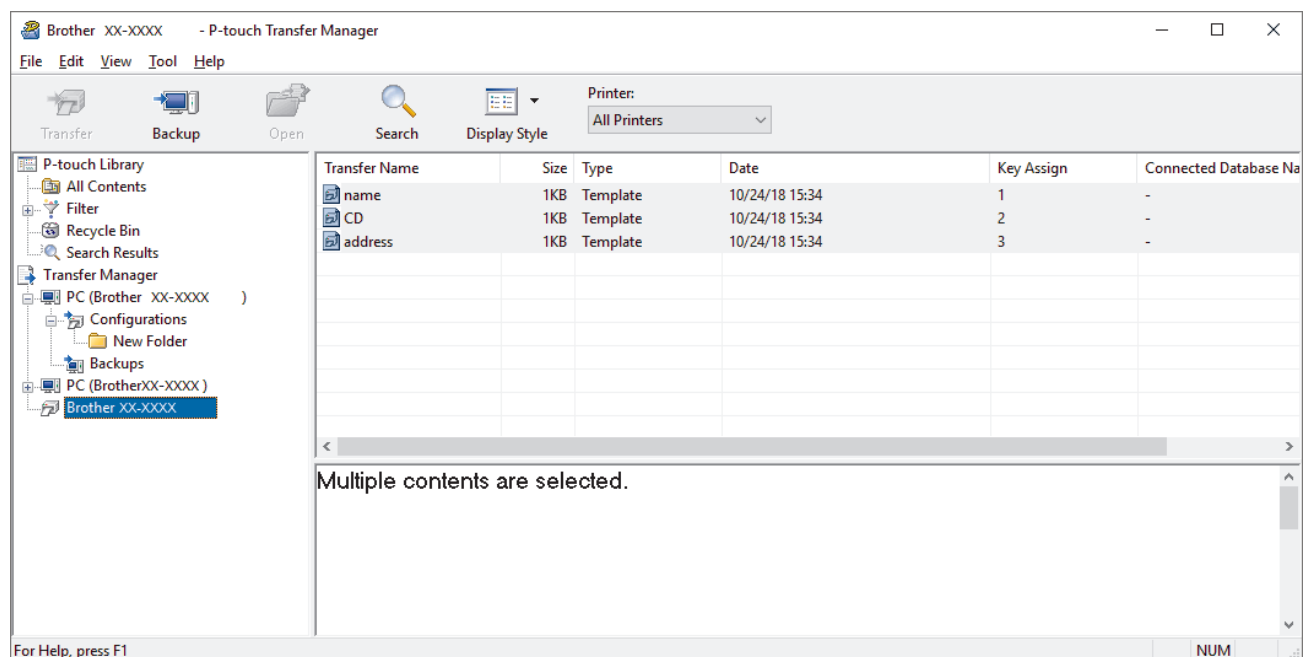 Brother XX-XXXX - P-touch Transfer Manager
File Edit View Tool Help
Transfer Backup Open Search Display Style
Printer:
All Printers
P-touch Library
All Contents
Filter
Recycle Bin
Search Results
Transfer Manager
PC (Brother XX-XXXX )
Configurations
New Folder
Backups
PC (BrotherXX-XXXX )
Brother XX-XXXX
Transfer Name Size Type Date Key Assign Connected Database Na
name 1KB Template 10/24/18 15:34 1 -
CD 1KB Template 10/24/18 15:34 2 -
address 1KB Template 10/24/18 15:34 3 -
Multiple contents are selected.
For Help, press F1
NUM